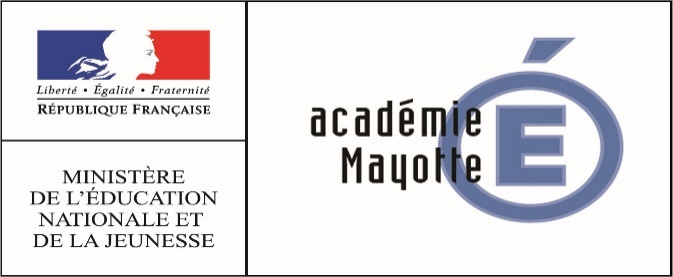 Liberté • Égalité • Fraternité
RÉPUBLIQUE FRANÇAISE
MINISTÈRE
DE L'ÉDUCATION
NATIONALE ET
DE LA JEUNESSE
académie
Mayotte
É